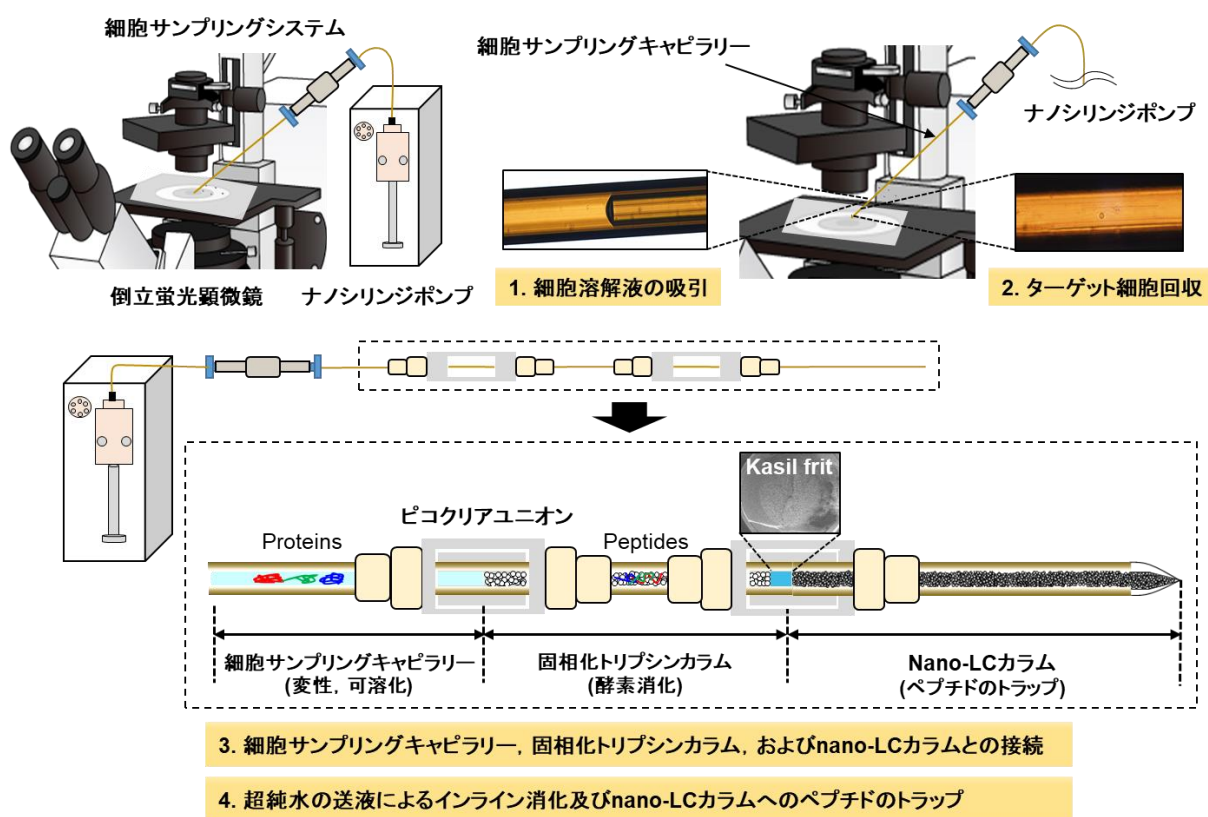 細胞サンプリングシステム
細胞サンプリングキャピラリー
ナノシリンジポンプ
倒立蛍光顕微鏡
ナノシリンジポンプ
1. 細胞溶解液の吸引
2. ターゲット細胞回収
Kasil frit
ピコクリアユニオン
Proteins
Peptides
細胞サンプリングキャピラリー
(変性, 可溶化)
固相化トリプシンカラム
(酵素消化)
Nano-LCカラム
(ペプチドのトラップ)
3. 細胞サンプリングキャピラリー, 固相化トリプシンカラム, およびnano-LCカラムとの接続
4. 超純水の送液によるインライン消化及びnano-LCカラムへのペプチドのトラップ